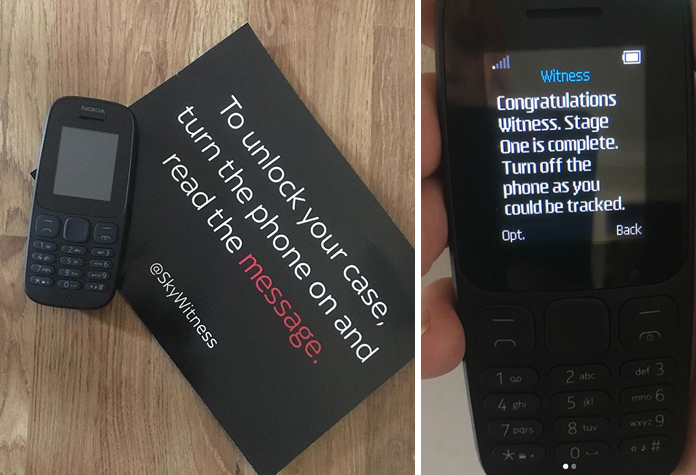 NOKIA
To unlock your case,
turn the phone on and
read the message.
@SkyWitness
Witness
Congratulations
Witness. Stage
One is complete.
Turn off the
phone as you
could be tracked.
Opt. Back
1 2 abc def 3
4 ghi 5 jkl mno 6
7 pqrs 8 tuv wxyz 9
* 0 #